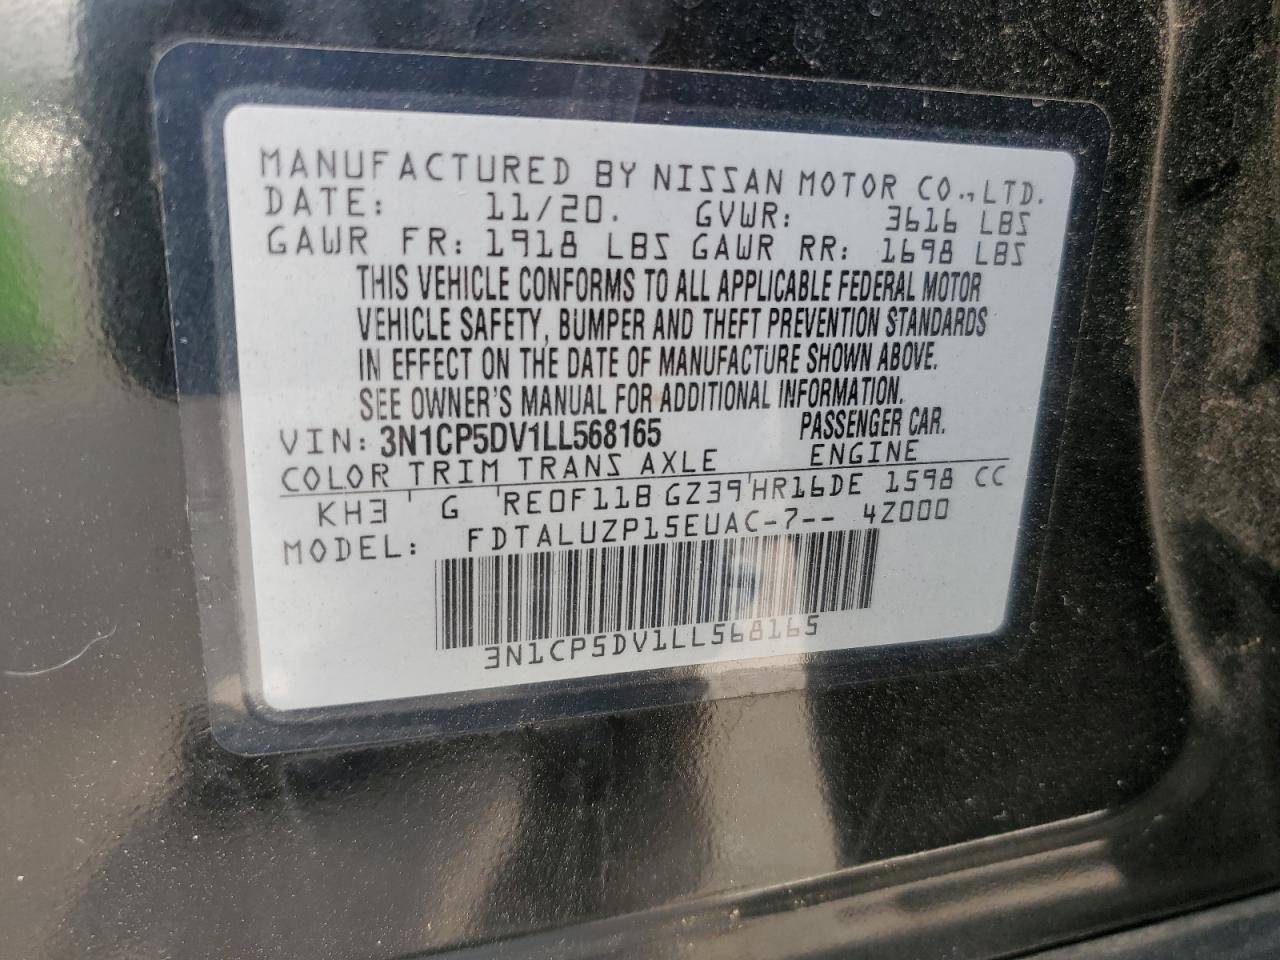 MANUFACTURED BY NISSAN MOTOR CO.,LTD.
DATE: 11/20. GVWR: 3616 LBS
GAWR FR: 1918 LBS GAWR RR: 1698 LBS
THIS VEHICLE CONFORMS TO ALL APPLICABLE FEDERAL MOTOR
VEHICLE SAFETY, BUMPER AND THEFT PREVENTION STANDARDS
IN EFFECT ON THE DATE OF MANUFACTURE SHOWN ABOVE.
SEE OWNER'S MANUAL FOR ADDITIONAL INFORMATION.
VIN: 3N1CP5DV1LL568165 PASSENGER CAR.
COLOR TRIM TRANS AXLE ENGINE
KH3 ' G 'RE0F11B GZ39'HR16DE 1598 CC
MODEL: FDTALUZP15EUAC-7-- 4Z000
3N1CP5DV1LL568165